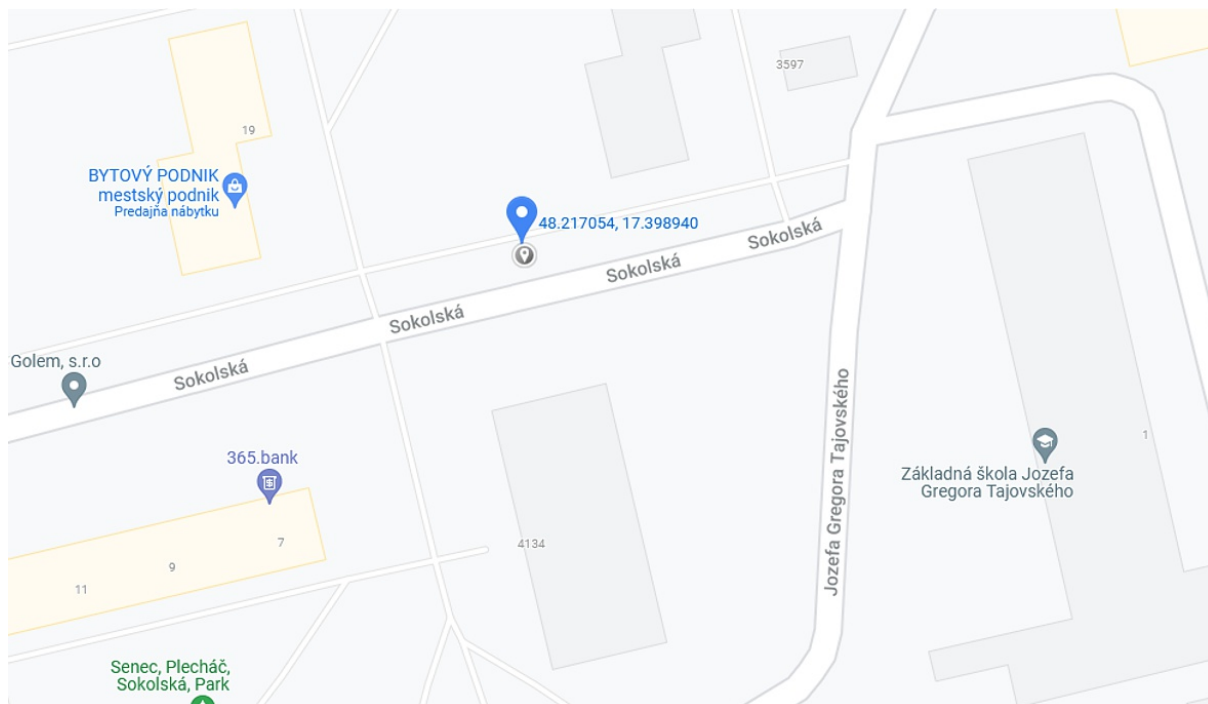 3597
19
BYTOVÝ PODNIK
mestský podnik
Predajňa nábytku
48.217054, 17.398940
Sokolská
Sokolská
Sokolská
Sokolská
Golem, s.r.o
Jozefa Gregora Tajovského
1
365.bank
Základná škola Jozefa
Gregora Tajovského
7
9
11
4134
Senec, Plecháč,
Sokolská, Park